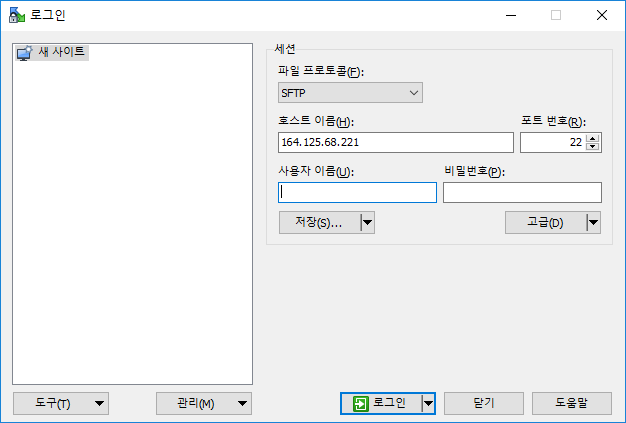 로그인
새 사이트
세션
파일 프로토콜(F):
SFTP
호스트 이름(H):
포트 번호(R):
164.125.68.221
22
사용자 이름(U):
비밀번호(P):
저장(S)...
고급(D)
도구(T)
관리(M)
로그인
닫기
도움말